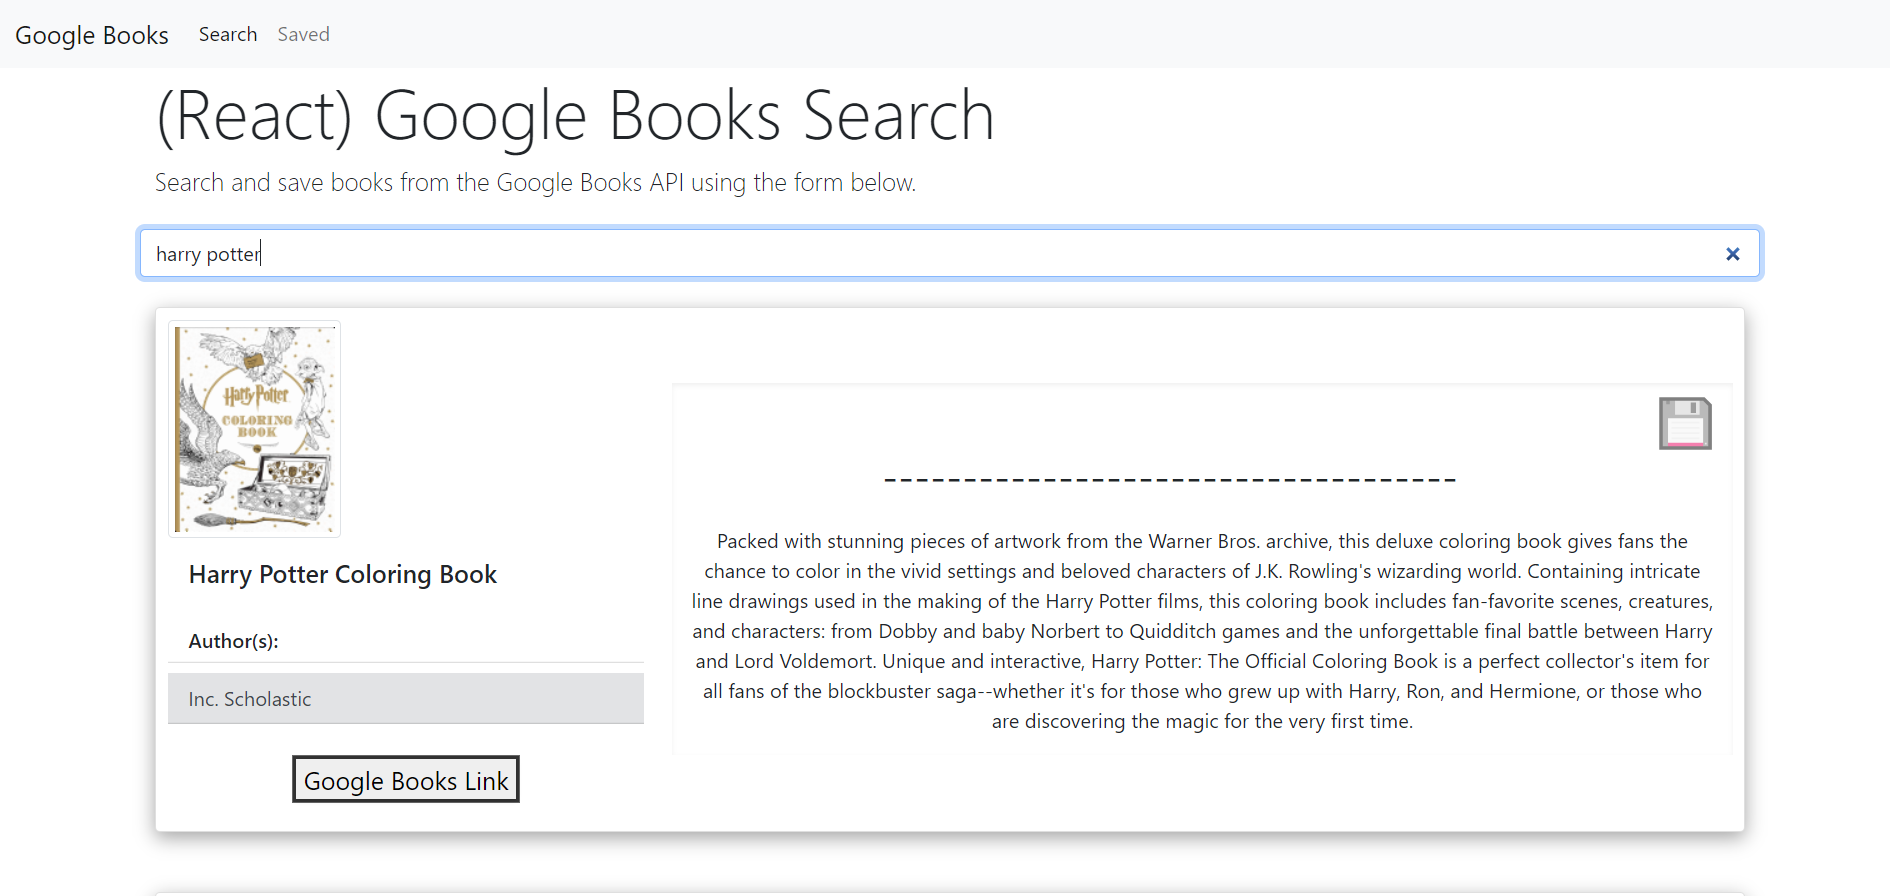 Google Books Search Saved
(React) Google Books Search
Search and save books from the Google Books API using the form below.
harry potter
Harry Potter
COLORING
BOOK
Harry Potter Coloring Book
Author(s):
Inc. Scholastic
Google Books Link
-----------------------------------
Packed with stunning pieces of artwork from the Warner Bros. archive, this deluxe coloring book gives fans the
chance to color in the vivid settings and beloved characters of J.K. Rowling's wizarding world. Containing intricate
line drawings used in the making of the Harry Potter films, this coloring book includes fan-favorite scenes, creatures,
and characters: from Dobby and baby Norbert to Quidditch games and the unforgettable final battle between Harry
and Lord Voldemort. Unique and interactive, Harry Potter: The Official Coloring Book is a perfect collector's item for
all fans of the blockbuster saga--whether it's for those who grew up with Harry, Ron, and Hermione, or those who
are discovering the magic for the very first time.